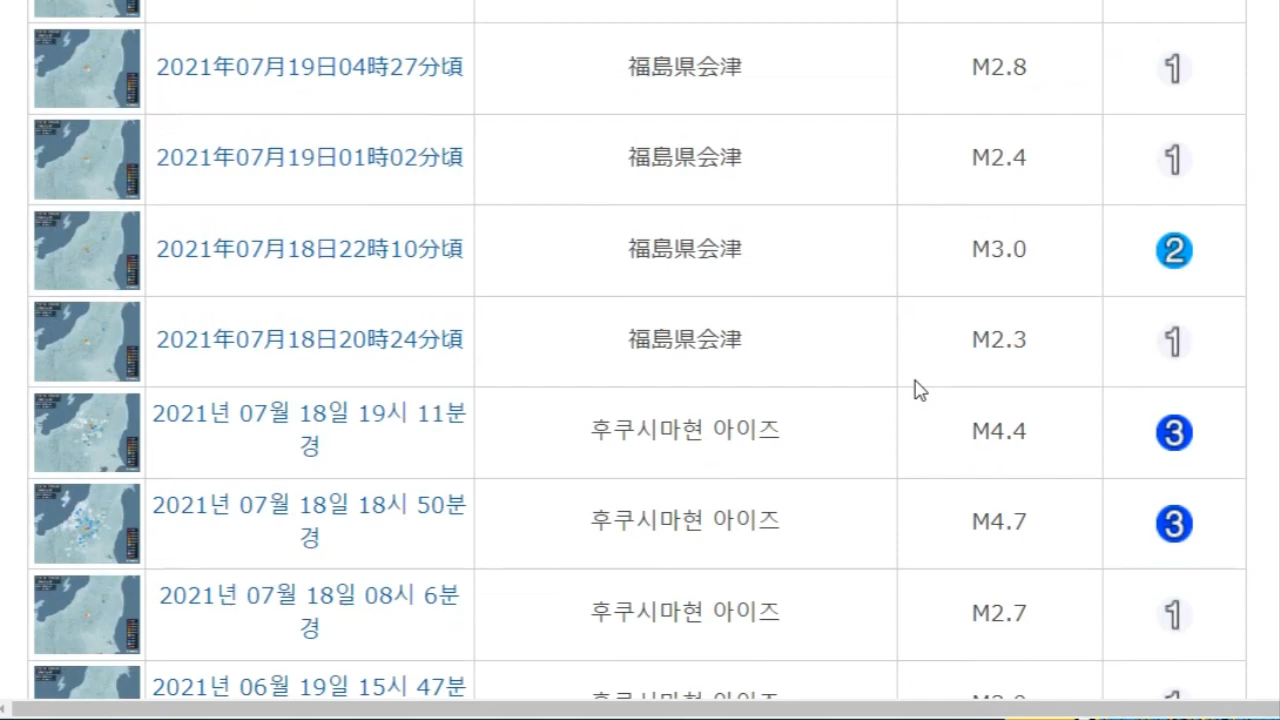 2021年07月19日04時27分頃 福島県会津 M2.8 1
2021年07月19日01時02分頃 福島県会津 M2.4 1
2021年07月18日22時10分頃 福島県会津 M3.0 2
2021年07月18日20時24分頃 福島県会津 M2.3 1
2021년 07월 18일 19시 11분
경 후쿠시마현 아이즈 M4.4 3
2021년 07월 18일 18시 50분
경 후쿠시마현 아이즈 M4.7 3
2021년 07월 18일 08시 6분
경 후쿠시마현 아이즈 M2.7 1
2021년 06월 19일 15시 47분